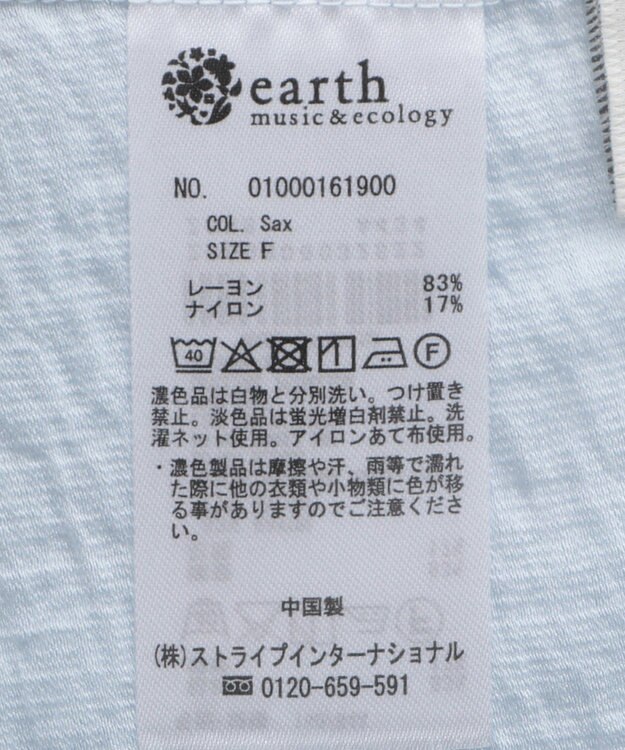 earth
music & ecology
NO. 01000161900
COL. Sax
SIZE F
レーヨン 83%
ナイロン 17%
40 F
濃色品は白物と分別洗い。つけ置き
禁止。淡色品は蛍光増白剤禁止。洗
濯ネット使用。アイロンあて布使用。
・濃色製品は摩擦や汗、雨等で濡れ
た際に他の衣類や小物類に色が移
る事がありますのでご注意くださ
い。
中国製
(株)ストライプインターナショナル
0120-659-591